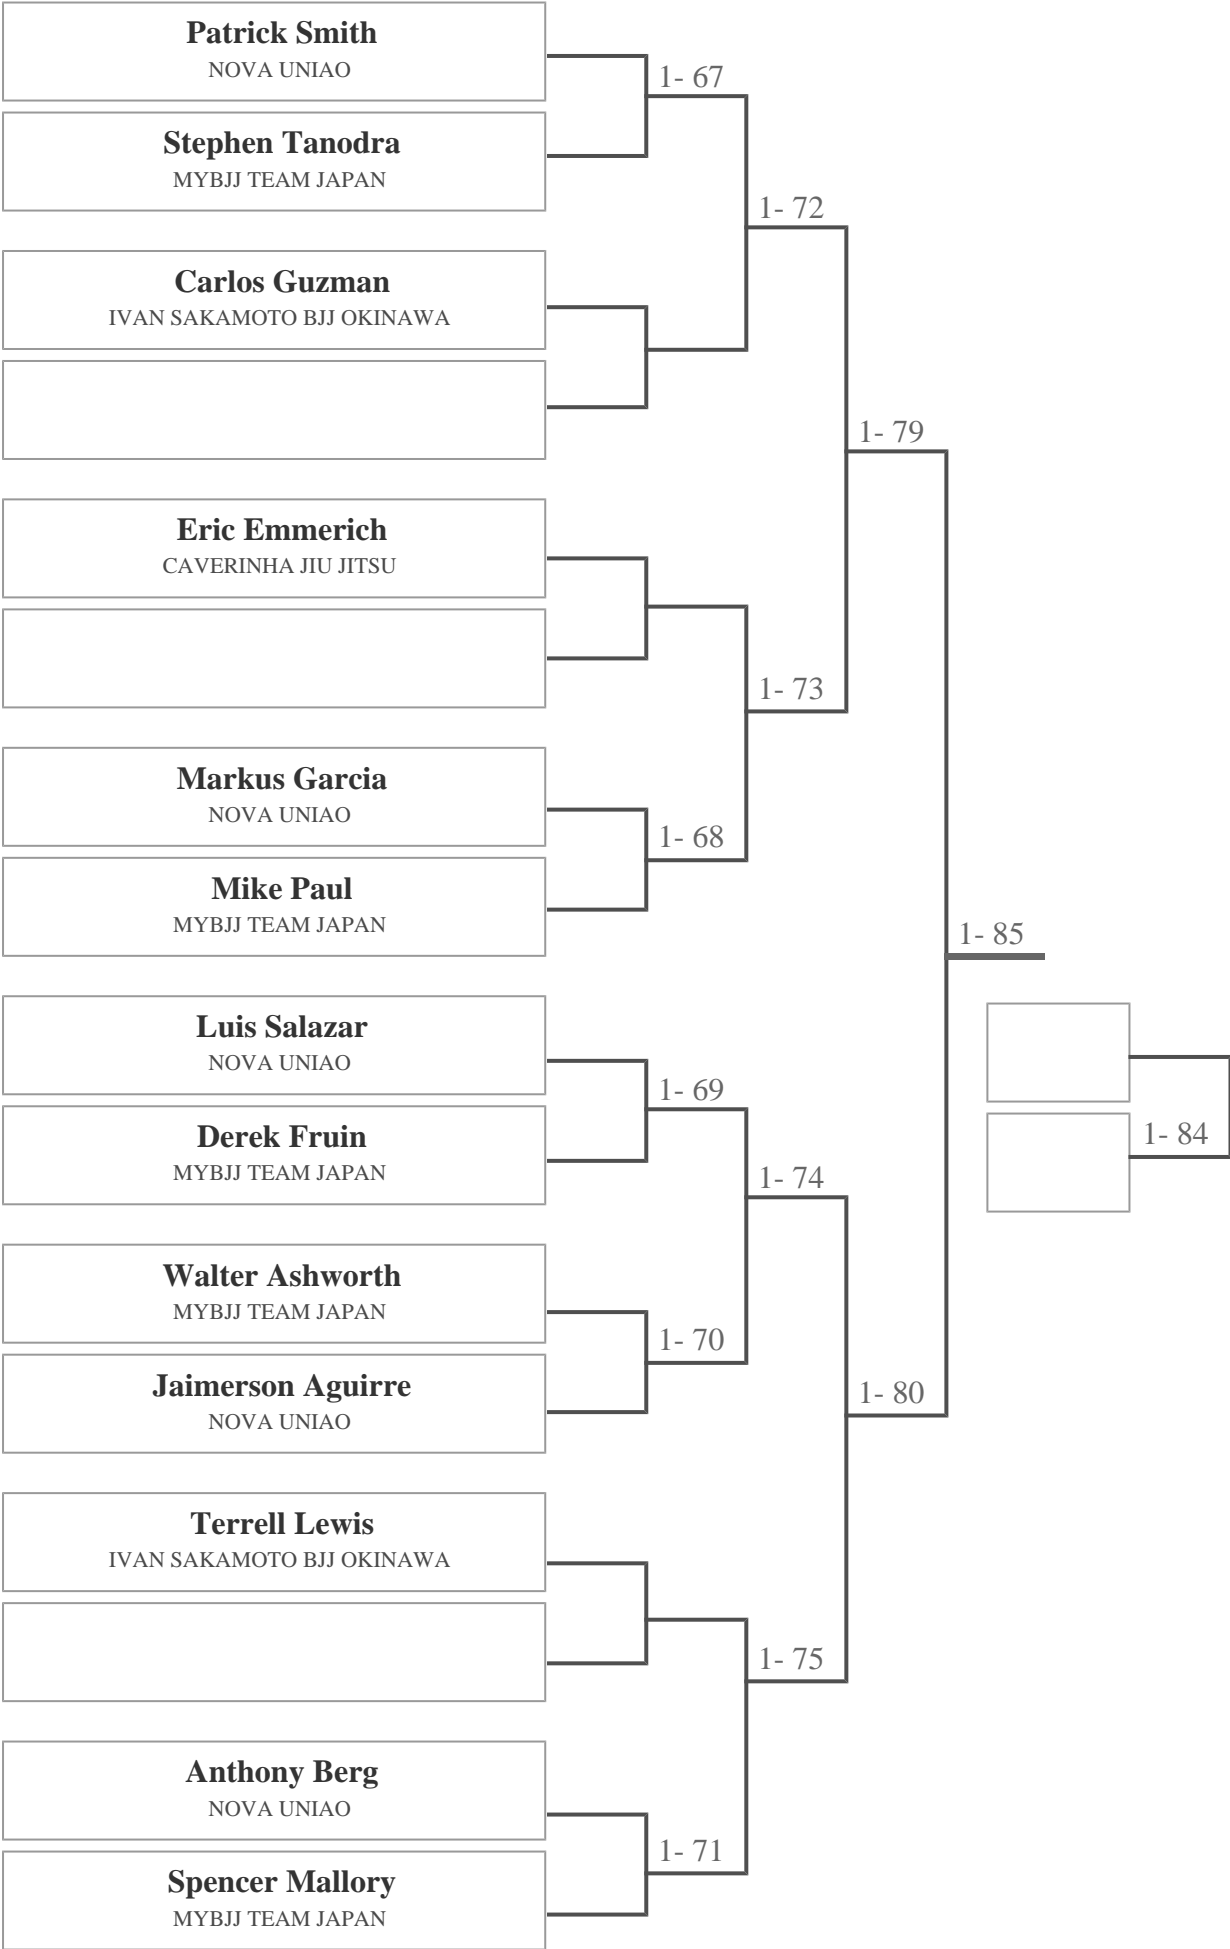 Patrick Smith
NOVA UNIAO
1- 67
Stephen Tanodra
MYBJJ TEAM JAPAN
1- 72
Carlos Guzman
IVAN SAKAMOTO BJJ OKINAWA
1- 79
Eric Emmerich
CAVERINHA JIU JITSU
1- 73
Markus Garcia
NOVA UNIAO
1- 68
Mike Paul
MYBJJ TEAM JAPAN
1- 85
Luis Salazar
NOVA UNIAO
1- 69
Derek Fruin
1- 84
MYBJJ TEAM JAPAN
1- 74
Walter Ashworth
MYBJJ TEAM JAPAN
1- 70
Jaimerson Aguirre
1- 80
NOVA UNIAO
Terrell Lewis
IVAN SAKAMOTO BJJ OKINAWA
1- 75
Anthony Berg
NOVA UNIAO
1- 71
Spencer Mallory
MYBJJ TEAM JAPAN